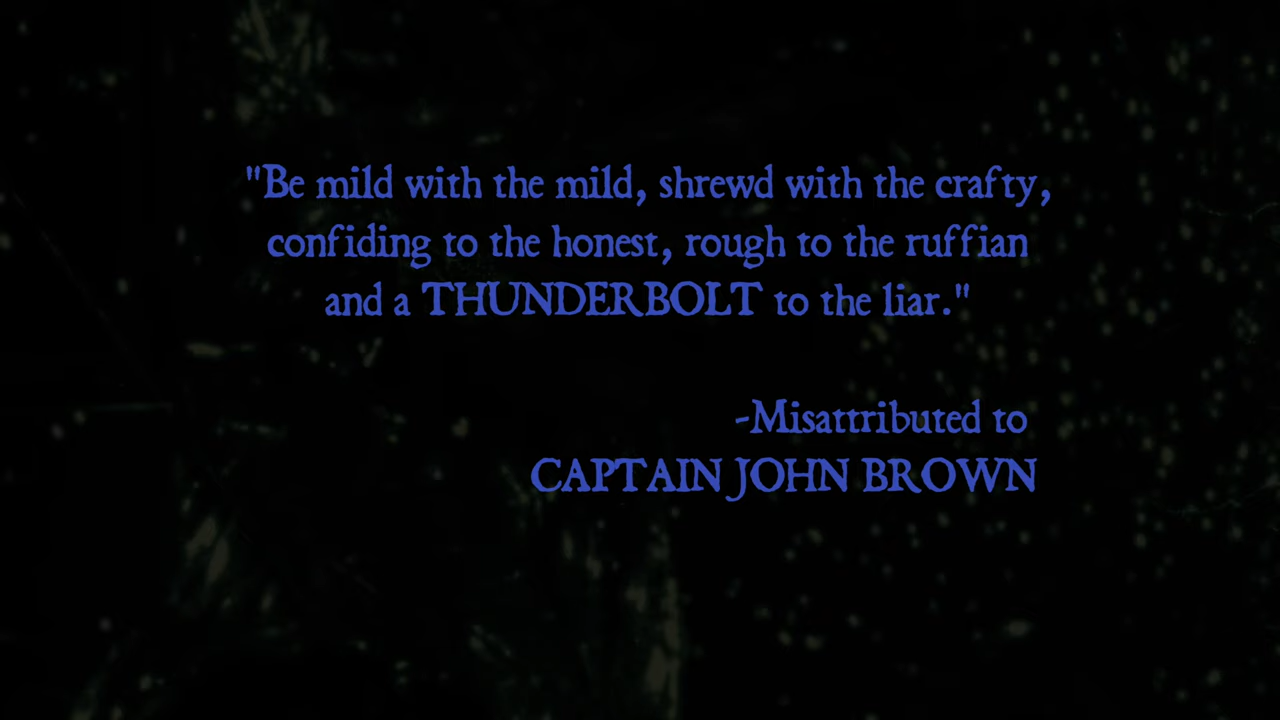 "Be mild with the mild, shrewd with the crafty,
confiding to the honest, rough to the ruffian
and a THUNDERBOLT to the liar."
-Misattributed to
CAPTAIN JOHN BROWN